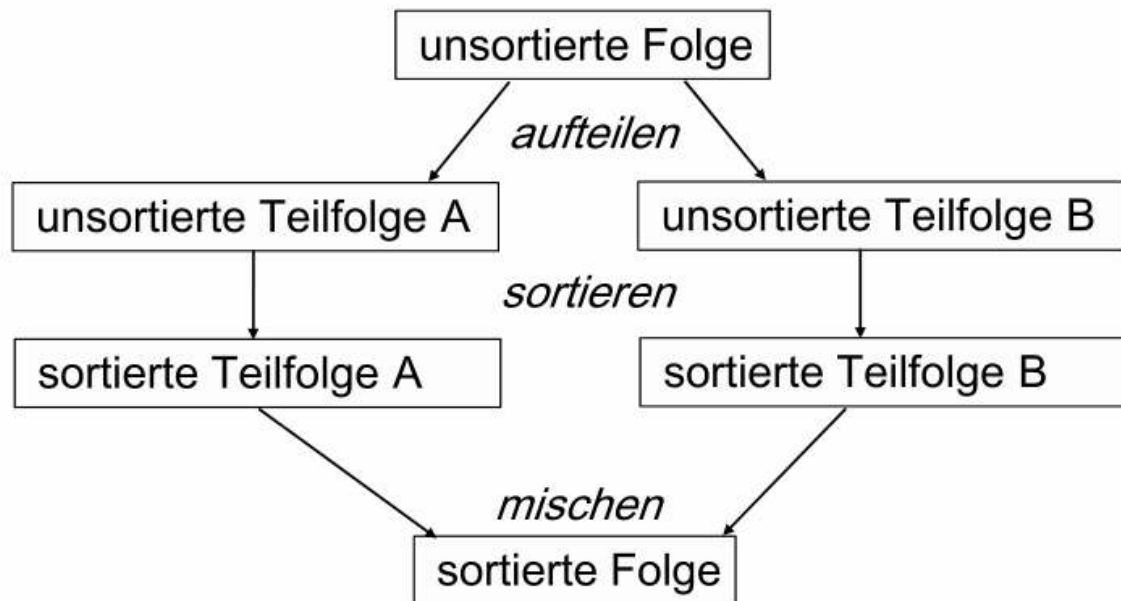 unsortierte Folge
aufteilen
unsortierte Teilfolge A
unsortierte Teilfolge B
sortieren
sortierte Teilfolge A
sortierte Teilfolge B
mischen
sortierte Folge